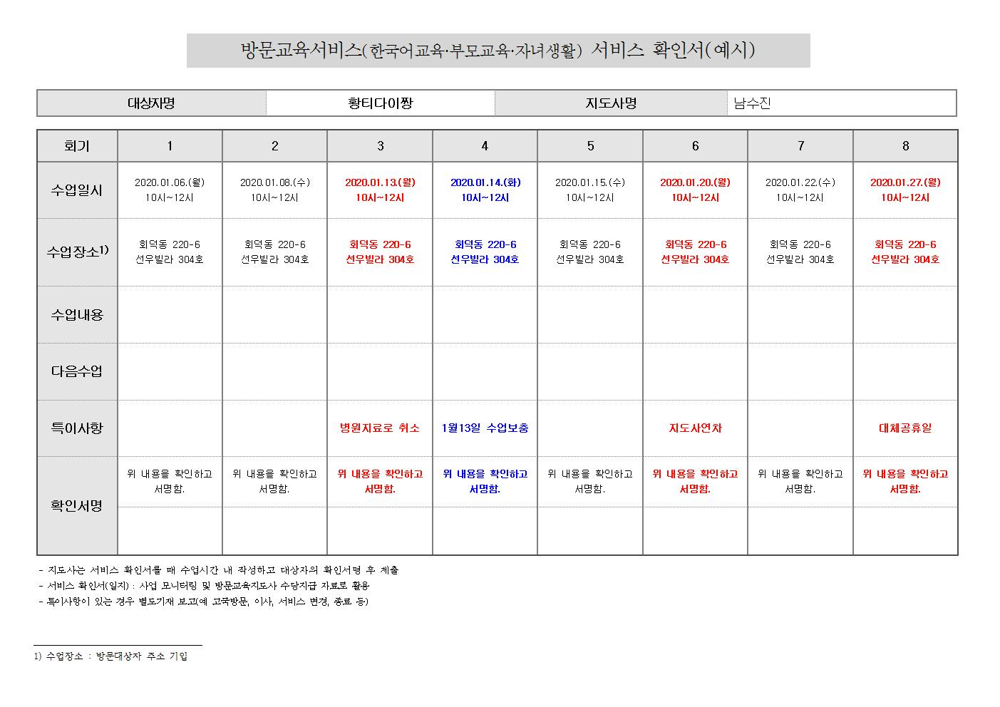 방문교육서비스(한국어교육·부모교육·자녀생활) 서비스 확인서(예시)
대상자명 황티다이짱 지도사명 남수진
회기 1 2 3 4 5 6 7 8
수업일시 2020.01.06.(월) 2020.01.08.(수) 2020.01.13.(월) 2020.01.14.(화) 2020.01.15.(수) 2020.01.20.(월) 2020.01.22.(수) 2020.01.27.(월)
10시~12시 10시~12시 10시~12시 10시~12시 10시~12시 10시~12시 10시~12시 10시~12시
수업장소1) 회덕동 220-6 회덕동 220-6 회덕동 220-6 회덕동 220-6 회덕동 220-6 회덕동 220-6 회덕동 220-6 회덕동 220-6
선우빌라 304호 선우빌라 304호 선우빌라 304호 선우빌라 304호 선우빌라 304호 선우빌라 304호 선우빌라 304호 선우빌라 304호
수업내용
다음수업
특이사항 병원진료로 취소 1월13일 수업보충 지도사연차 대체공휴일
확인서명 위 내용을 확인하고 위 내용을 확인하고 위 내용을 확인하고 위 내용을 확인하고 위 내용을 확인하고 위 내용을 확인하고 위 내용을 확인하고 위 내용을 확인하고
서명함. 서명함. 서명함. 서명함. 서명함. 서명함. 서명함. 서명함.
- 지도사는 서비스 확인서를 매 수업시간 내 작성하고 대상자의 확인서명 후 제출
- 서비스 확인서(일지) : 사업 모니터링 및 방문교육지도사 수당지급 자료로 활용
- 특이사항이 있는 경우 별도기재 보고(예 고국방문, 이사, 서비스 변경, 종료 등)
1) 수업장소 : 방문대상자 주소 기입